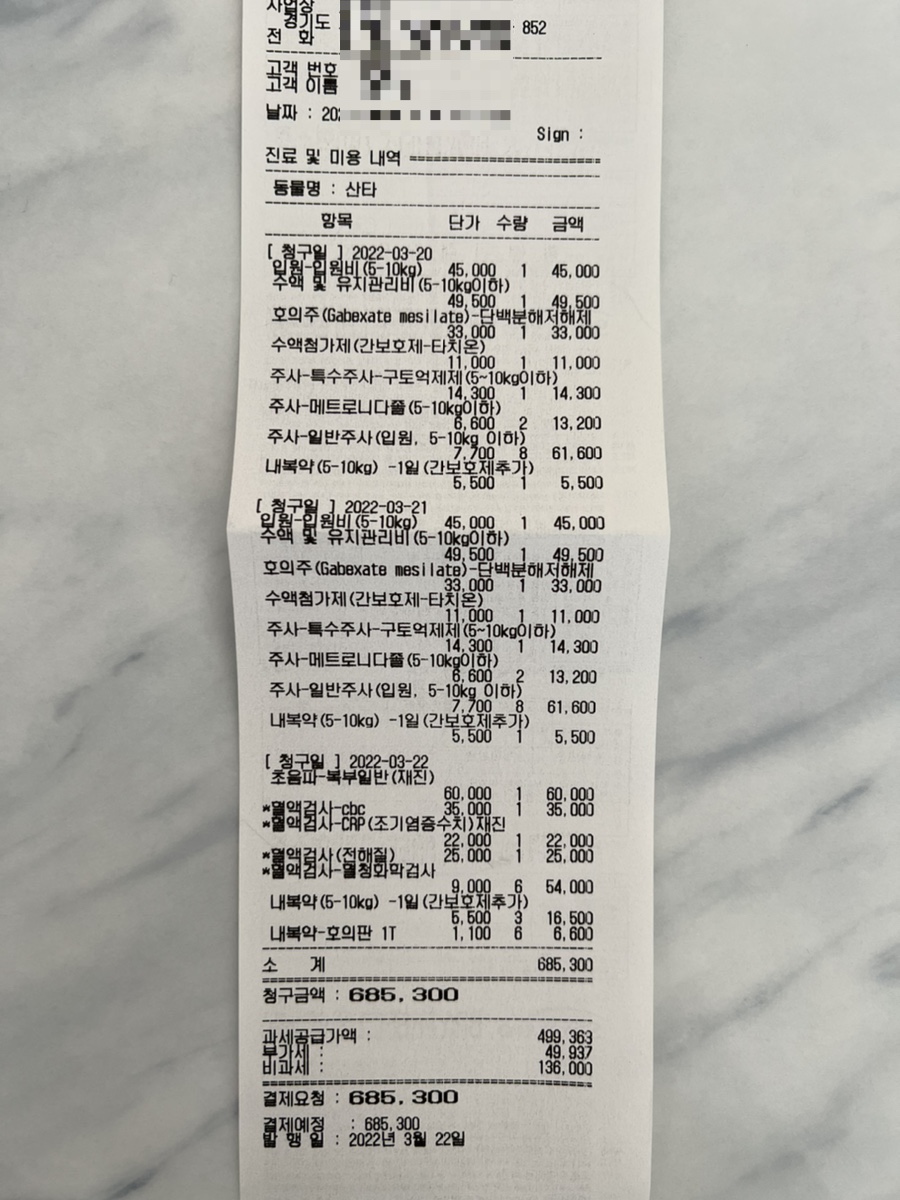 사업장
경기도 852
전 화
고객 번호
고객 이름
날짜 : 202
Sign :
진료 및 미용 내역 =======================
동물명 : 산타
항목 단가 수량 금액
[ 청구일 ] 2022-03-20
입원-입원비(5-10kg) 45,000 1 45,000
수액 및 유지관리비(5-10kg이하)
49,500 1 49,500
호의주(Gabexate mesilate)-단백분해저해제
33,000 1 33,000
수액첨가제(간보호제-타치온)
11,000 1 11,000
주사-특수주사-구토억제제(5~10kg이하)
14,300 1 14,300
주사-메트로니다졸(5-10kg이하)
6,600 2 13,200
주사-일반주사(입원, 5-10kg 이하)
7,700 8 61,600
내복약(5-10kg) -1일(간보호제추가)
5,500 1 5,500
[ 청구일 ] 2022-03-21
입원-입원비(5-10kg) 45,000 1 45,000
수액 및 유지관리비(5-10kg이하)
49,500 1 49,500
호의주(Gabexate mesilate)-단백분해저해제
33,000 1 33,000
수액첨가제(간보호제-타치온)
11,000 1 11,000
주사-특수주사-구토억제제(5~10kg이하)
14,300 1 14,300
주사-메트로니다졸(5-10kg이하)
6,600 2 13,200
주사-일반주사(입원, 5-10kg 이하)
7,700 8 61,600
내복약(5-10kg) -1일(간보호제추가)
5,500 1 5,500
[ 청구일 ] 2022-03-22
초음파-복부일반(재진)
60,000 1 60,000
*혈액검사-cbc 35,000 1 35,000
*혈액검사-CRP(조기염증수치)재진
22,000 1 22,000
*혈액검사(전해질) 25,000 1 25,000
*혈액검사-혈청화학검사
9,000 6 54,000
내복약(5-10kg) -1일(간보호제추가)
5,500 3 16,500
내복약-호의판 1T 1,100 6 6,600
소 계 685,300
청구금액 : 685,300
과세공급가액 : 499,363
부가세 : 49,937
비과세 : 136,000
결제요청 : 685,300
결제예정 : 685,300
발 행 일 : 2022년 3월 22일